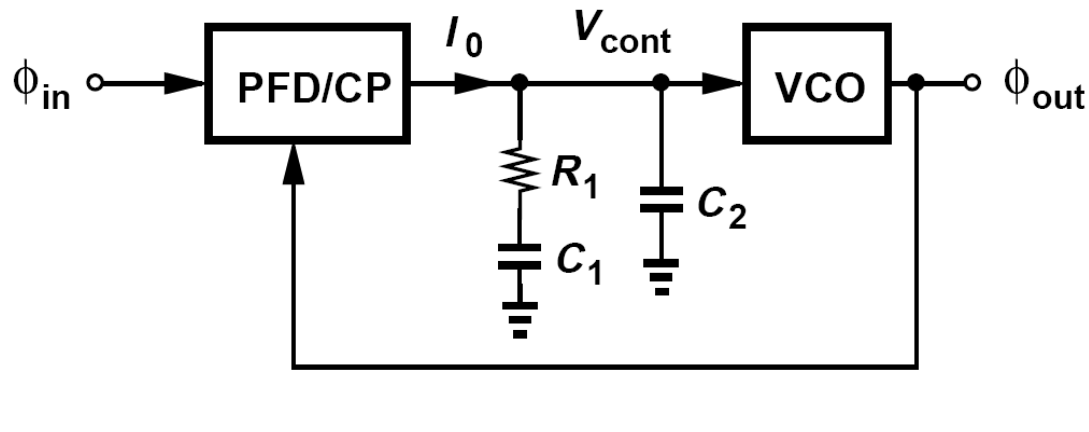 ϕin
PFD/CP
I0
Vcont
VCO
ϕout
R1
C1
C2